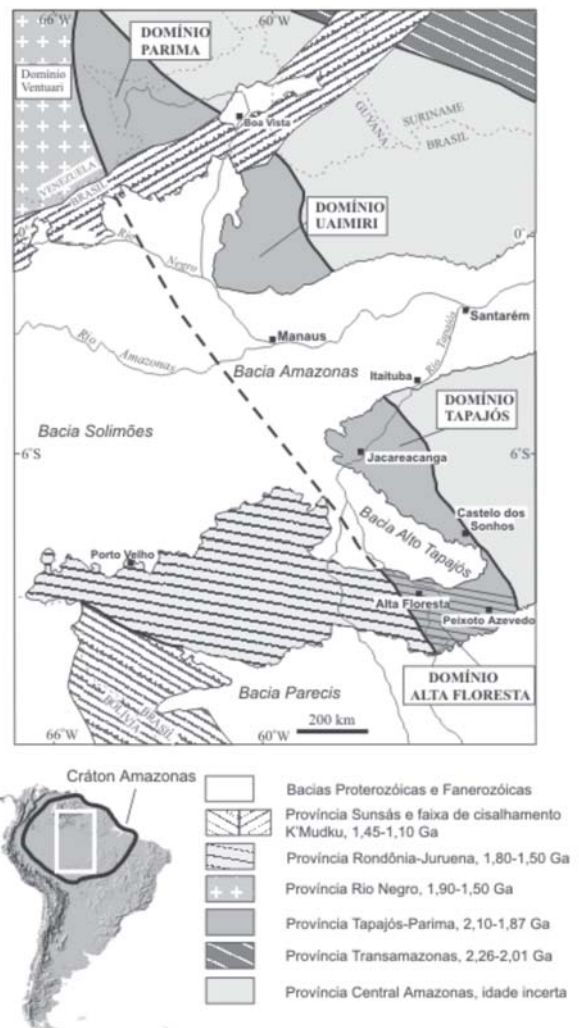 66˚W
60˚W
DOMÍNIO
PARIMA
Domínio
Ventuari
Boa Vista
GUYANA
SURINAME
BRASIL
VENEZUELA
BRASIL
DOMÍNIO
UAIMIRI
0˚
0˚
Rio
Negro
Santarém
Rio Tapajós
Manaus
Rio
Amazonas
Bacia Amazonas
Itaituba
DOMÍNIO
TAPAJÓS
Bacia Solimões
6˚S
Jacareacanga
6˚S
Castelo dos
Sonhos
Bacia Alto Tapajós
Porto Velho
Alta Floresta
Peixoto Azevedo
DOMÍNIO
ALTA FLORESTA
Bacia Parecis
BRASIL
BOLIVIA
200 km
66˚W
60˚W
Cráton Amazonas
Bacias Proterozóicas e Fanerozóicas
Província Sunsás e faixa de cisalhamento
K'Mudku, 1,45-1,10 Ga
Província Rondônia-Juruena, 1,80-1,50 Ga
Província Rio Negro, 1,90-1,50 Ga
Província Tapajós-Parima, 2,10-1,87 Ga
Província Transamazonas, 2,26-2,01 Ga
Província Central Amazonas, idade incerta